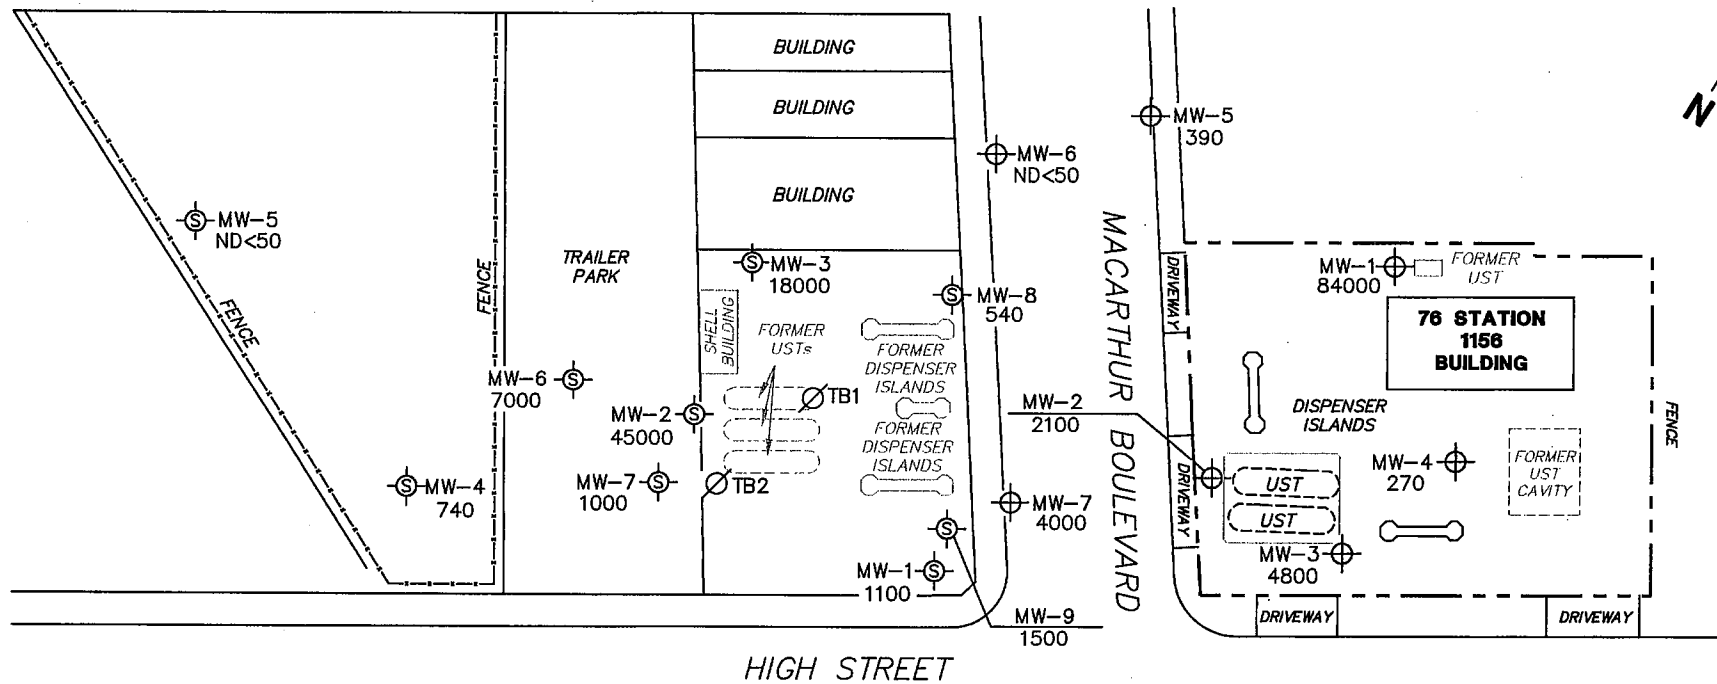 BUILDING
BUILDING
BUILDING
MW-5
390
N
MW-6
ND<50
MW-5
ND<50
FENCE
FENCE
TRAILER
PARK
MW-3
18000
SHELL
BUILDING
FORMER
USTs
MW-8
540
FORMER
DISPENSER
ISLANDS
FORMER
DISPENSER
ISLANDS
TB1
TB2
MW-6
7000
MW-2
45000
MW-7
1000
MW-4
740
MW-1
1100
MW-9
1500
MW-7
4000
MW-2
2100
MACARTHUR BOULEVARD
DRIVEWAY
DRIVEWAY
MW-1
84000
FORMER
UST
76 STATION
1156
BUILDING
DISPENSER
ISLANDS
FENCE
MW-4
270
FORMER
UST
CAVITY
UST
UST
MW-3
4800
DRIVEWAY
DRIVEWAY
HIGH STREET